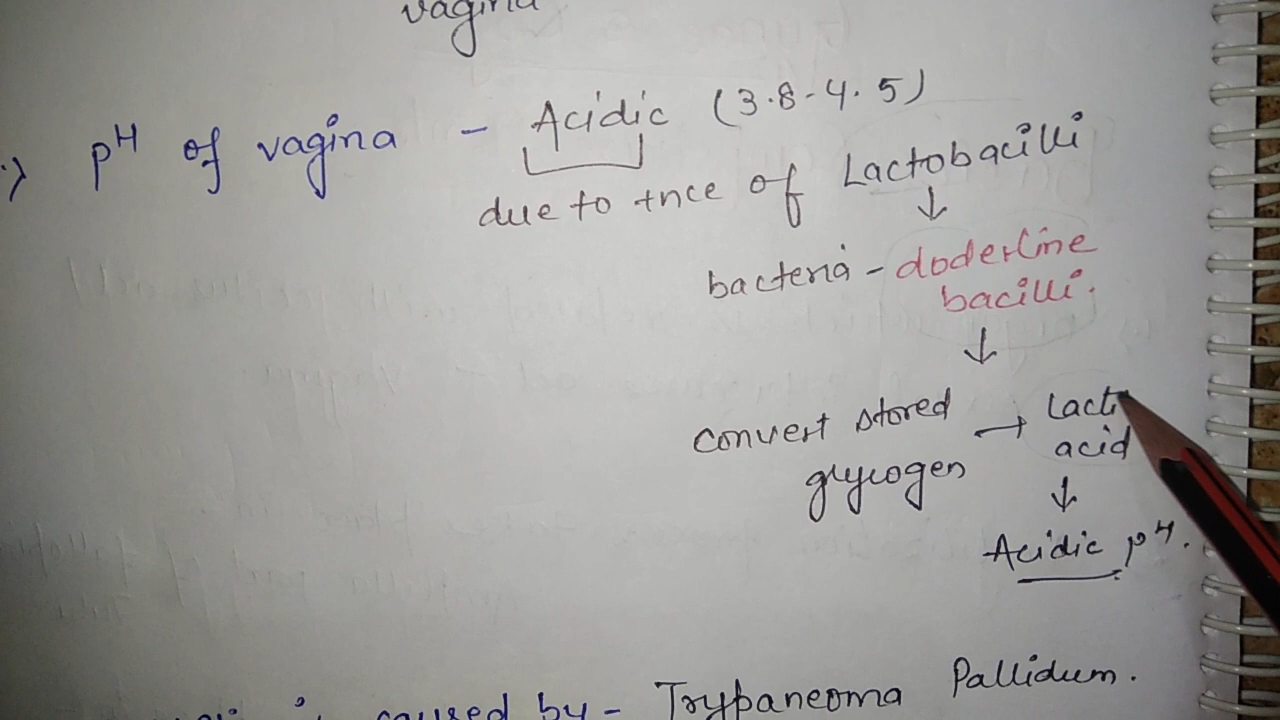 vagina
pH of vagina - Acidic (3.8-4.5)
due to tnce of Lactobacilli
↓
bacteria - doderline
bacilli.
↓
convert stored → Lacti
glycogen acid
↓
Acidic pH.
caused by - Trypaneoma Pallidum.